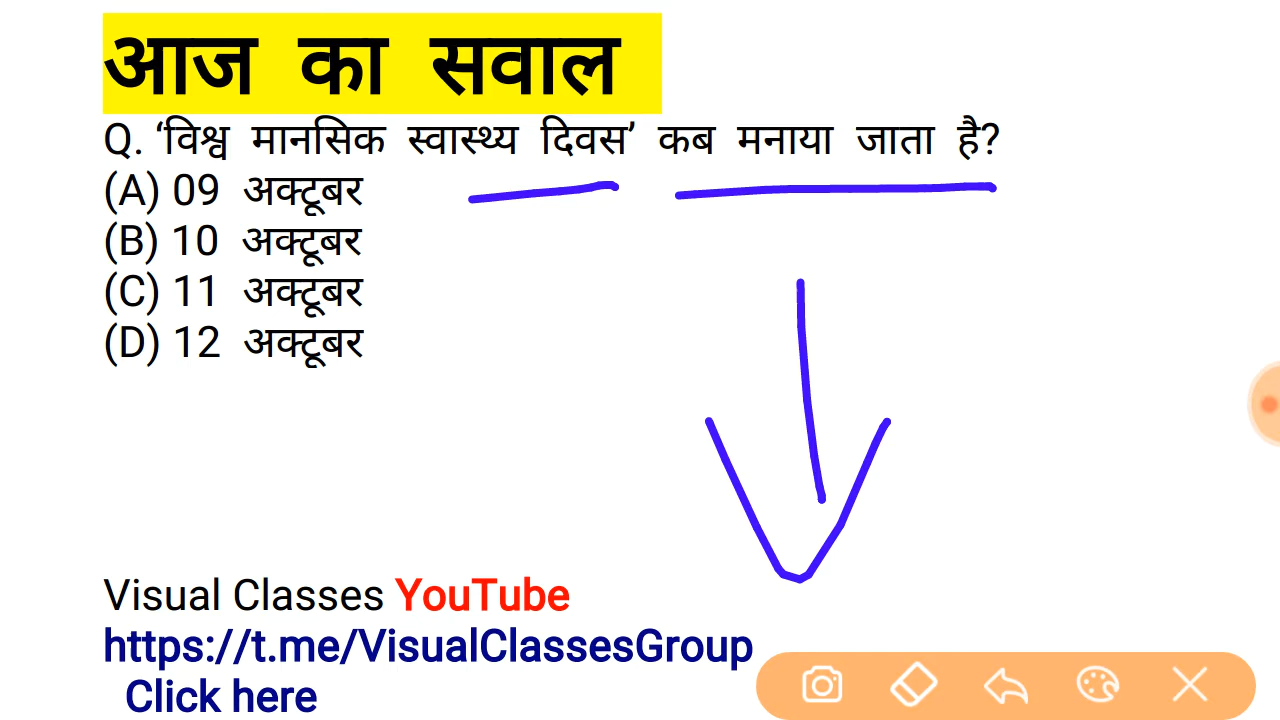 आज का सवाल
Q. ‘विश्व मानसिक स्वास्थ्य दिवस’ कब मनाया जाता है?
(A) 09 अक्टूबर
(B) 10 अक्टूबर
(C) 11 अक्टूबर
(D) 12 अक्टूबर
Visual Classes YouTube
https://t.me/VisualClassesGroup
Click here